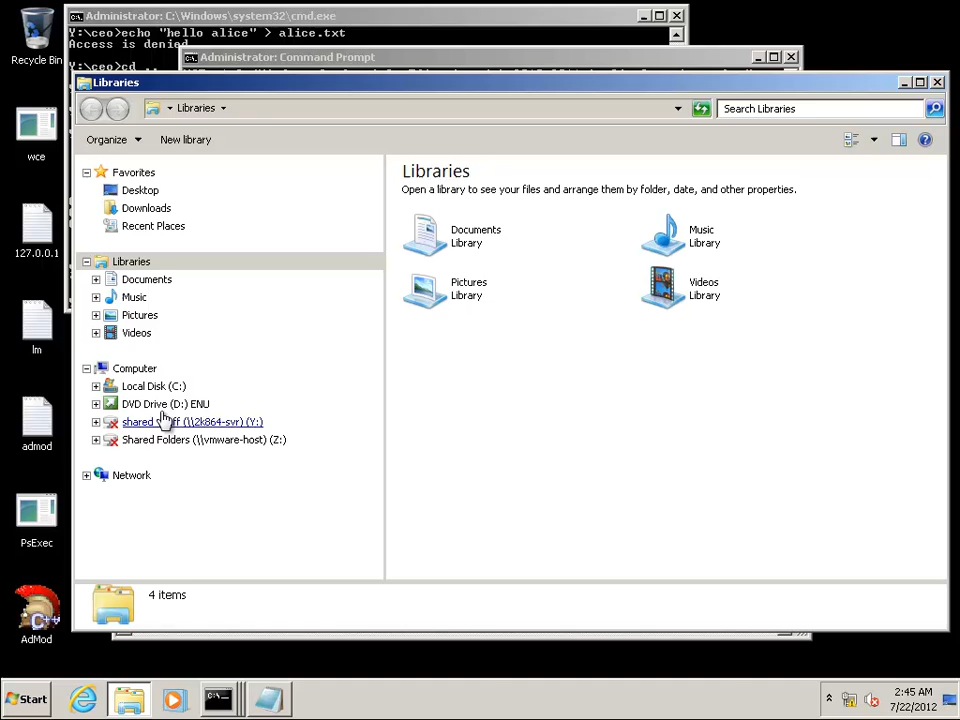 Recycle Bin
wce
127.0.0.1
lm
admod
PsExec
AdMod
Administrator: C:\Windows\system32\cmd.exe
Y:\ceo>echo "hello alice" > alice.txt
Access is denied
Y:\ceo>cd
Administrator: Command Prompt
Libraries
Libraries
Search Libraries
Organize
New library
Favorites
Desktop
Downloads
Recent Places
Libraries
Documents
Music
Pictures
Videos
Computer
Local Disk (C:)
DVD Drive (D:) ENU
shared (\\2k864-svr) (Y:)
Shared Folders (\\vmware-host) (Z:)
Network
Libraries
Open a library to see your files and arrange them by folder, date, and other properties.
Documents
Library
Music
Library
Pictures
Library
Videos
Library
4 items
Start
C:\
2:45 AM
7/22/2012